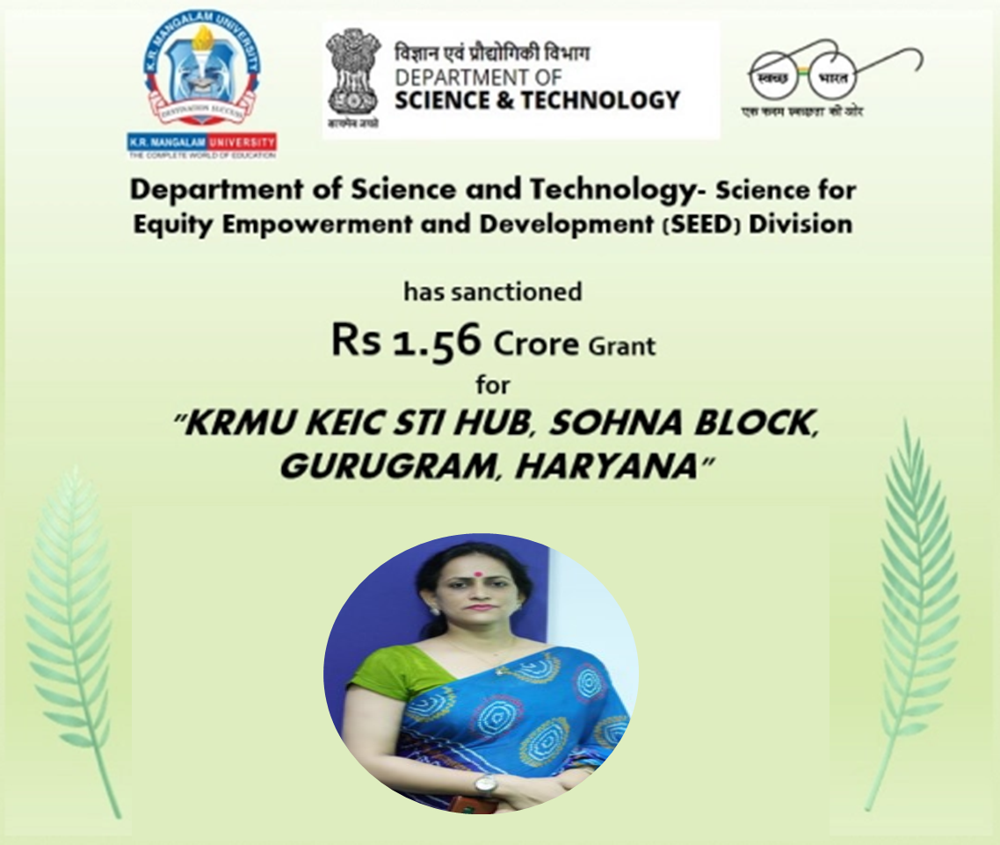 K.R. MANGALAM UNIVERSITY
DESTINATION SUCCESS
K.R. MANGALAM UNIVERSITY
THE COMPLETE WORLD OF EDUCATION
विज्ञान एवं प्रौद्योगिकी विभाग
DEPARTMENT OF
SCIENCE & TECHNOLOGY
सत्यमेव जयते
स्वच्छ भारत
एक कदम स्वच्छता की ओर
Department of Science and Technology- Science for
Equity Empowerment and Development (SEED) Division
has sanctioned
Rs 1.56 Crore Grant
for
"KRMU KEIC STI HUB, SOHNA BLOCK,
GURUGRAM, HARYANA"